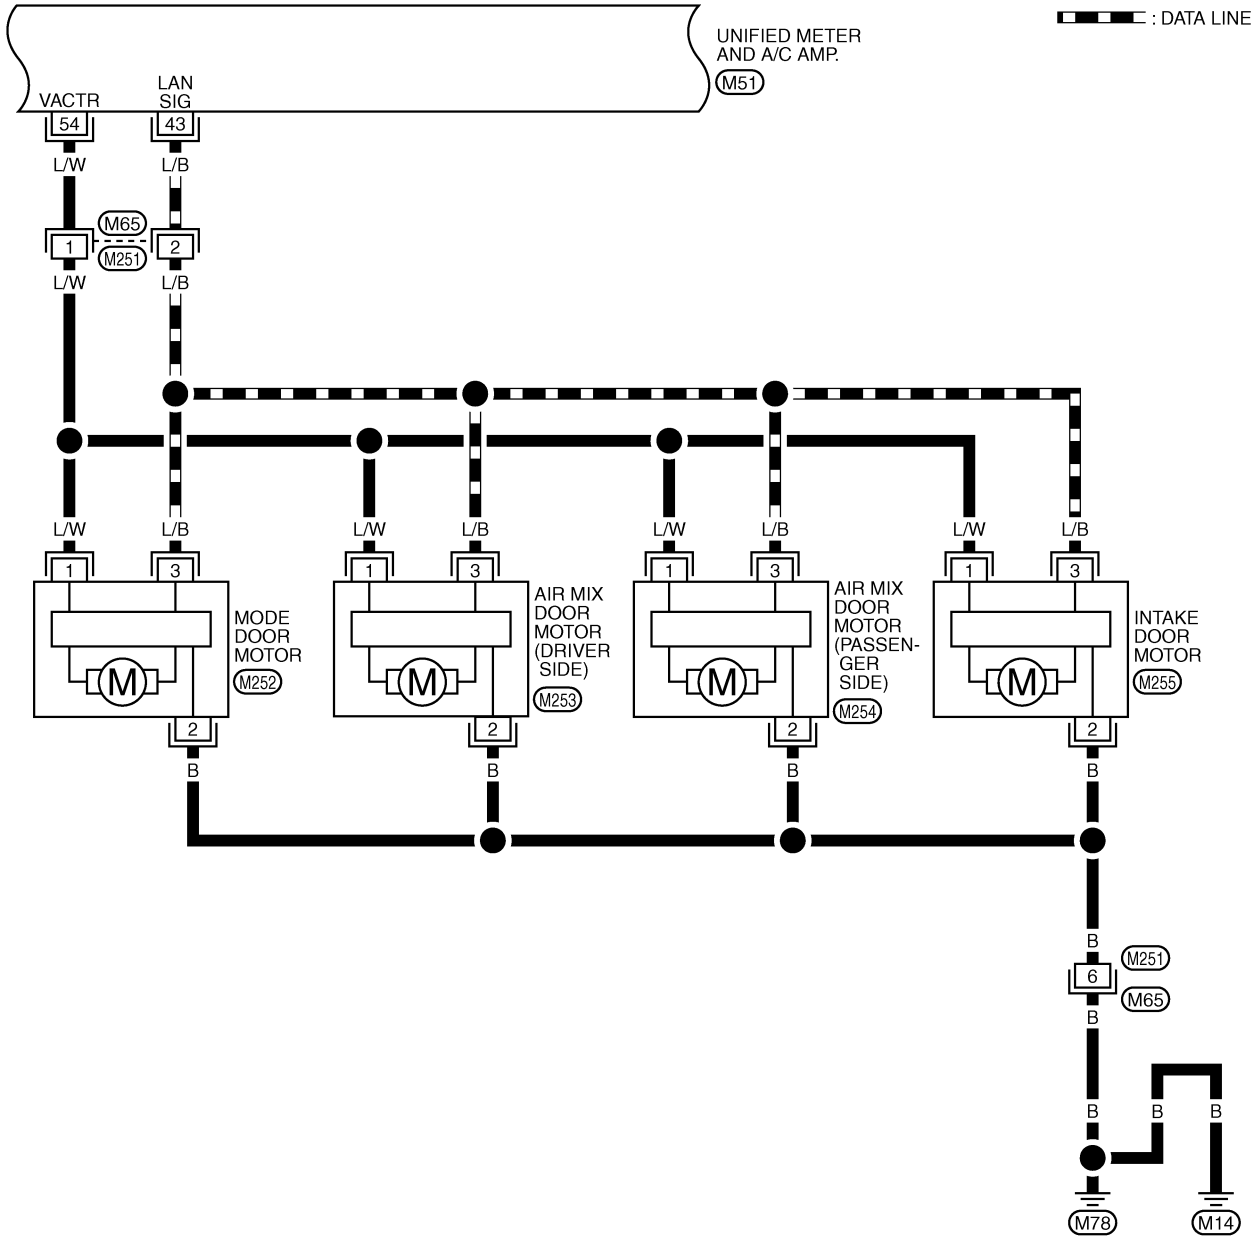 : DATA LINE
UNIFIED METER
AND A/C AMP.
M51
LAN
VACTR SIG
54 43
L/W L/B
M65
1 2
M251
L/W L/B
L/W L/B L/W L/B L/W L/B L/W L/B
1 3 1 3 1 3 1 3
MODE
DOOR
MOTOR
M252
AIR MIX
DOOR
MOTOR
(DRIVER
SIDE)
M253
AIR MIX
DOOR
MOTOR
(PASSEN-
GER
SIDE)
M254
INTAKE
DOOR
MOTOR
M255
M M M M
2 2 2 2
B B B B
B
M251
6
M65
B
B B B
M78 M14